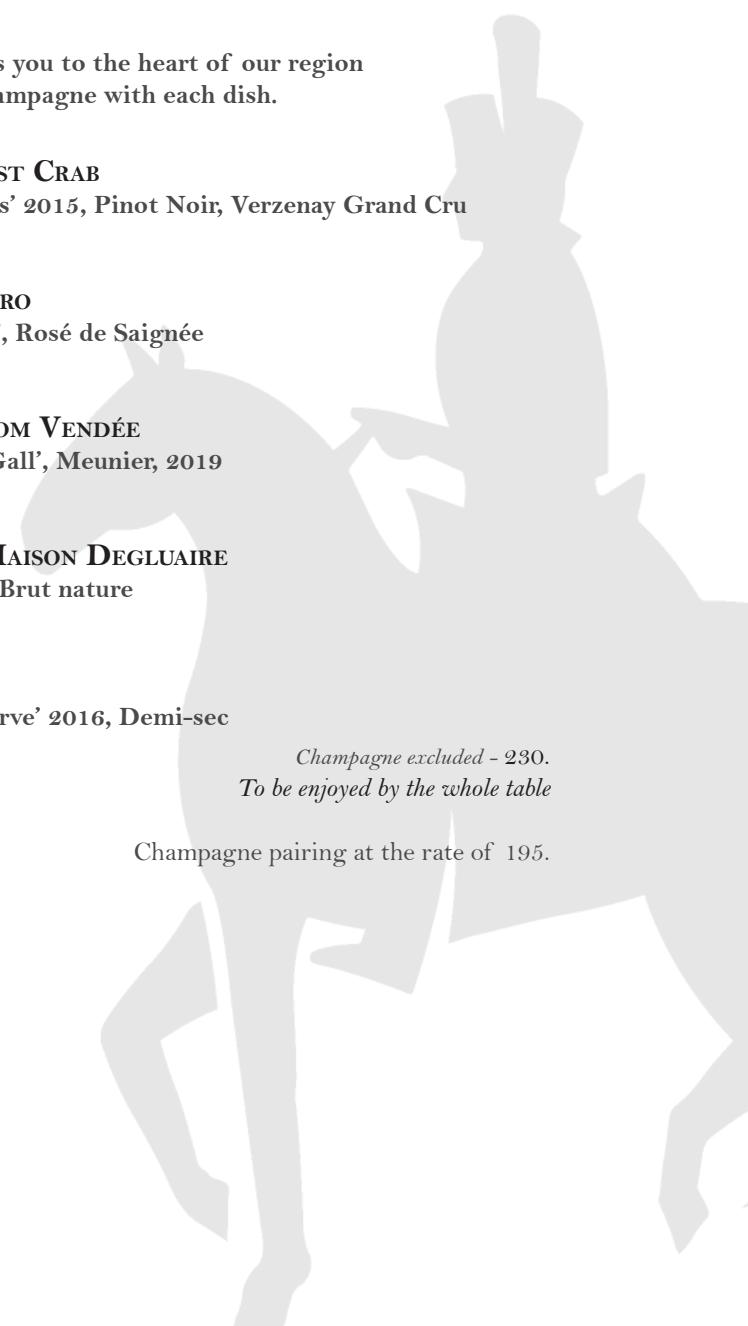 s you to the heart of our region
ampagne with each dish.
st Crab
s’ 2015, Pinot Noir, Verzenay Grand Cru
ro
, Rosé de Saignée
om Vendée
Gall’, Meunier, 2019
Maison Degluaire
Brut nature
rve’ 2016, Demi-sec
Champagne excluded - 230.
To be enjoyed by the whole table
Champagne pairing at the rate of 195.